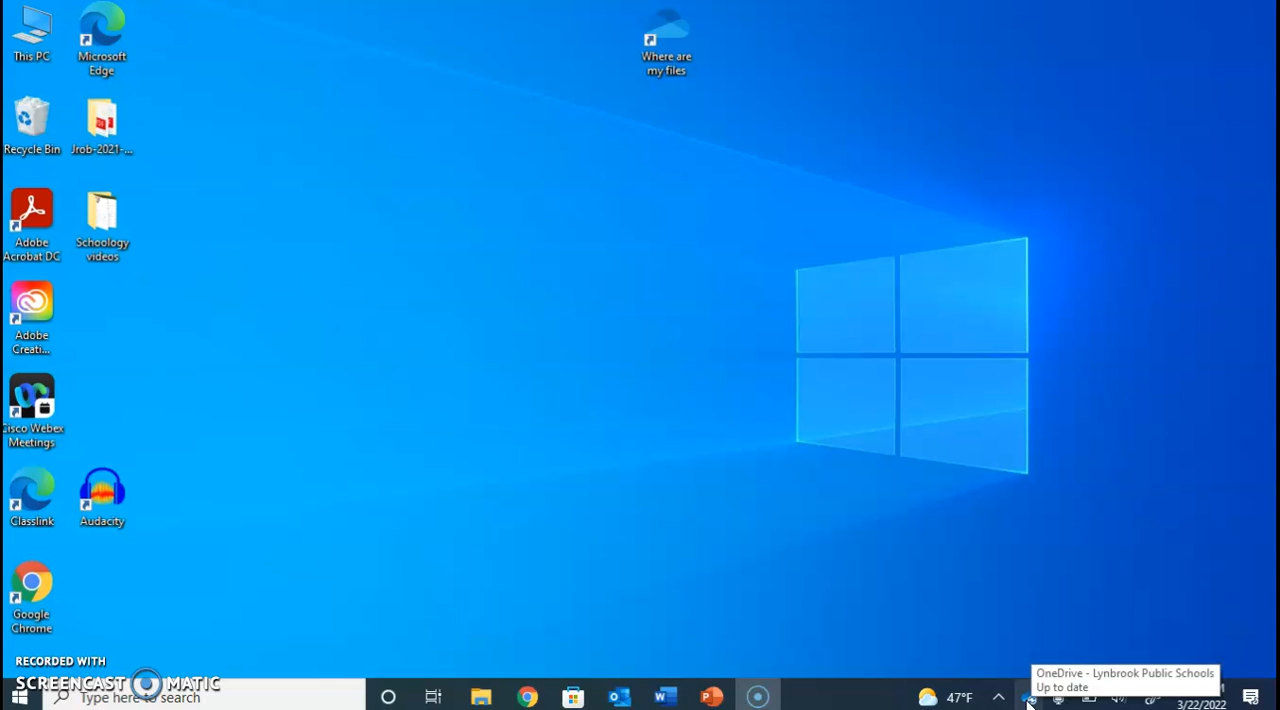 This PC
Microsoft
Edge
Where are
my files
Recycle Bin
Jrob-2021-...
Adobe
Acrobat DC
Schoology
videos
Adobe
Creati...
Cisco Webex
Meetings
Classlink
Audacity
Google
Chrome
RECORDED WITH
SCREENCAST MATIC
Type here to search
47°F
OneDrive - Lynbrook Public Schools
Up to date
3/22/2022